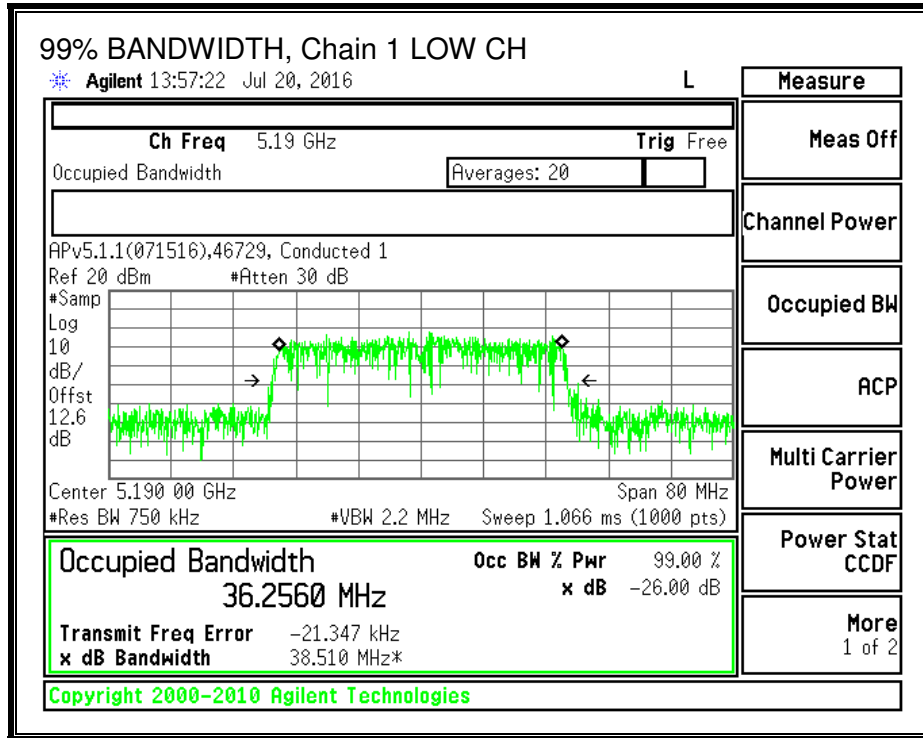 99% BANDWIDTH, Chain 1 LOW CH
Agilent 13:57:22 Jul 20, 2016 L
Ch Freq 5.19 GHz Trig Free
Occupied Bandwidth Averages: 20
APv5.1.1(071516),46729, Conducted 1
Ref 20 dBm #Atten 30 dB
#Samp
Log
10
dB/
Offst
12.6
dB
Center 5.190 00 GHz Span 80 MHz
#Res BW 750 kHz #VBW 2.2 MHz Sweep 1.066 ms (1000 pts)
Occupied Bandwidth Occ BW % Pwr 99.00 %
36.2560 MHz x dB -26.00 dB
Transmit Freq Error -21.347 kHz
x dB Bandwidth 38.510 MHz*
Copyright 2000-2010 Agilent Technologies
Measure
Meas Off
Channel Power
Occupied BW
ACP
Multi Carrier
Power
Power Stat
CCDF
More
1 of 2